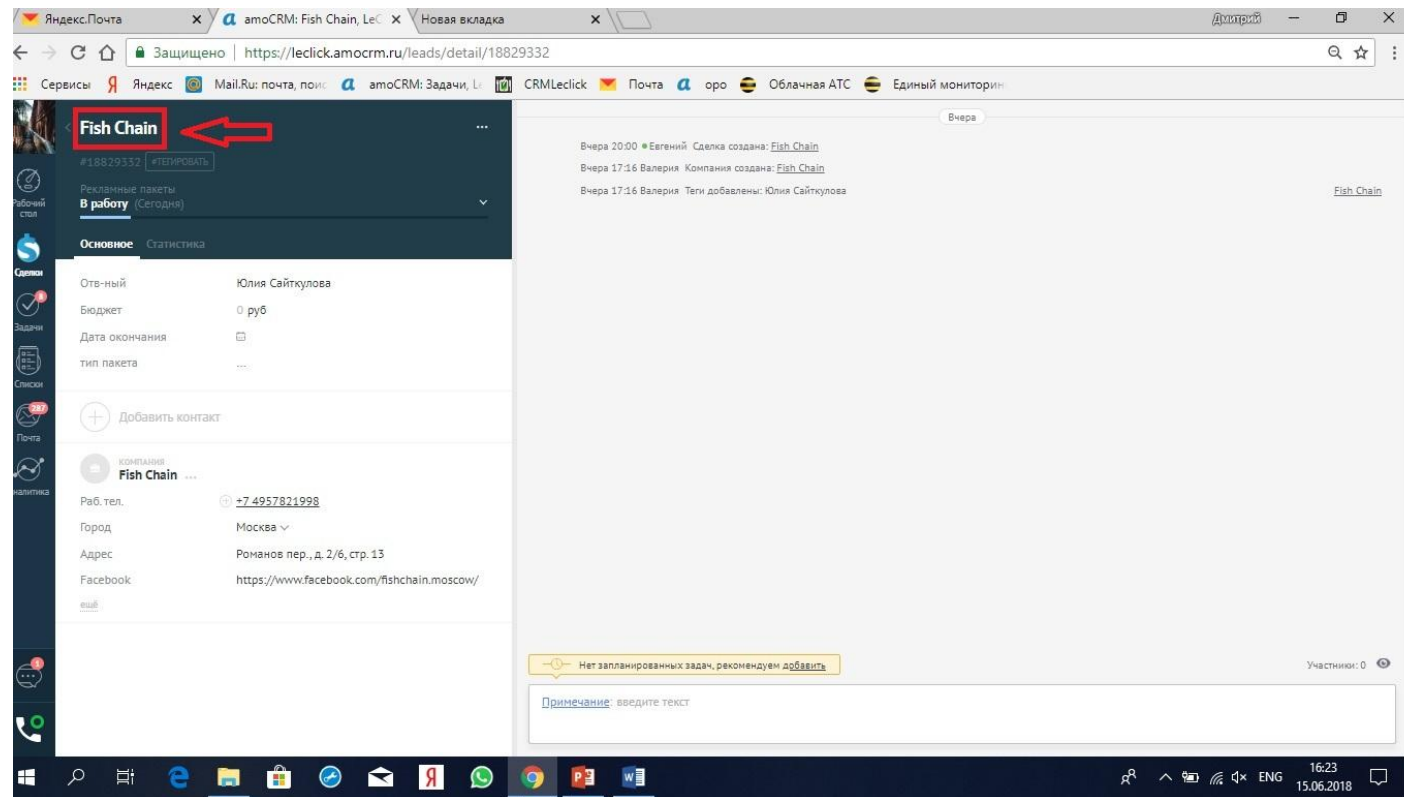 Яндекс.Почта
amoCRM: Fish Chain, LeC
Новая вкладка
Дмитрий
Защищено
https://leclick.amocrm.ru/leads/detail/18829332
Сервисы
Яндекс
Mail.Ru: почта, поис
amoCRM: Задачи, Le
CRMLeclick
Почта
оро
Облачная АТС
Единый мониторин
Fish Chain
#18829332 #ТЕГИРОВАТЬ
Рекламные пакеты
В работу (Сегодня)
Основное Статистика
Рабочий
стол
Сделки
8
Задачи
Списки
297
Почта
налитика
1
Отв-ный Юлия Сайткулова
Бюджет 0 руб
Дата окончания
тип пакета ...
Добавить контакт
КОМПАНИЯ
Fish Chain ...
Раб. тел. +7 4957821998
Город Москва
Адрес Романов пер., д. 2/6, стр. 13
Facebook https://www.facebook.com/fishchain.moscow/
ещё
Вчера
Вчера 20:00 Евгений Сделка создана: Fish Chain
Вчера 17:16 Валерия Компания создана: Fish Chain
Вчера 17:16 Валерия Теги добавлены: Юлия Сайткулова Fish Chain
Нет запланированных задач, рекомендуем добавить
Участники: 0
Примечание: введите текст
ENG
16:23
15.06.2018